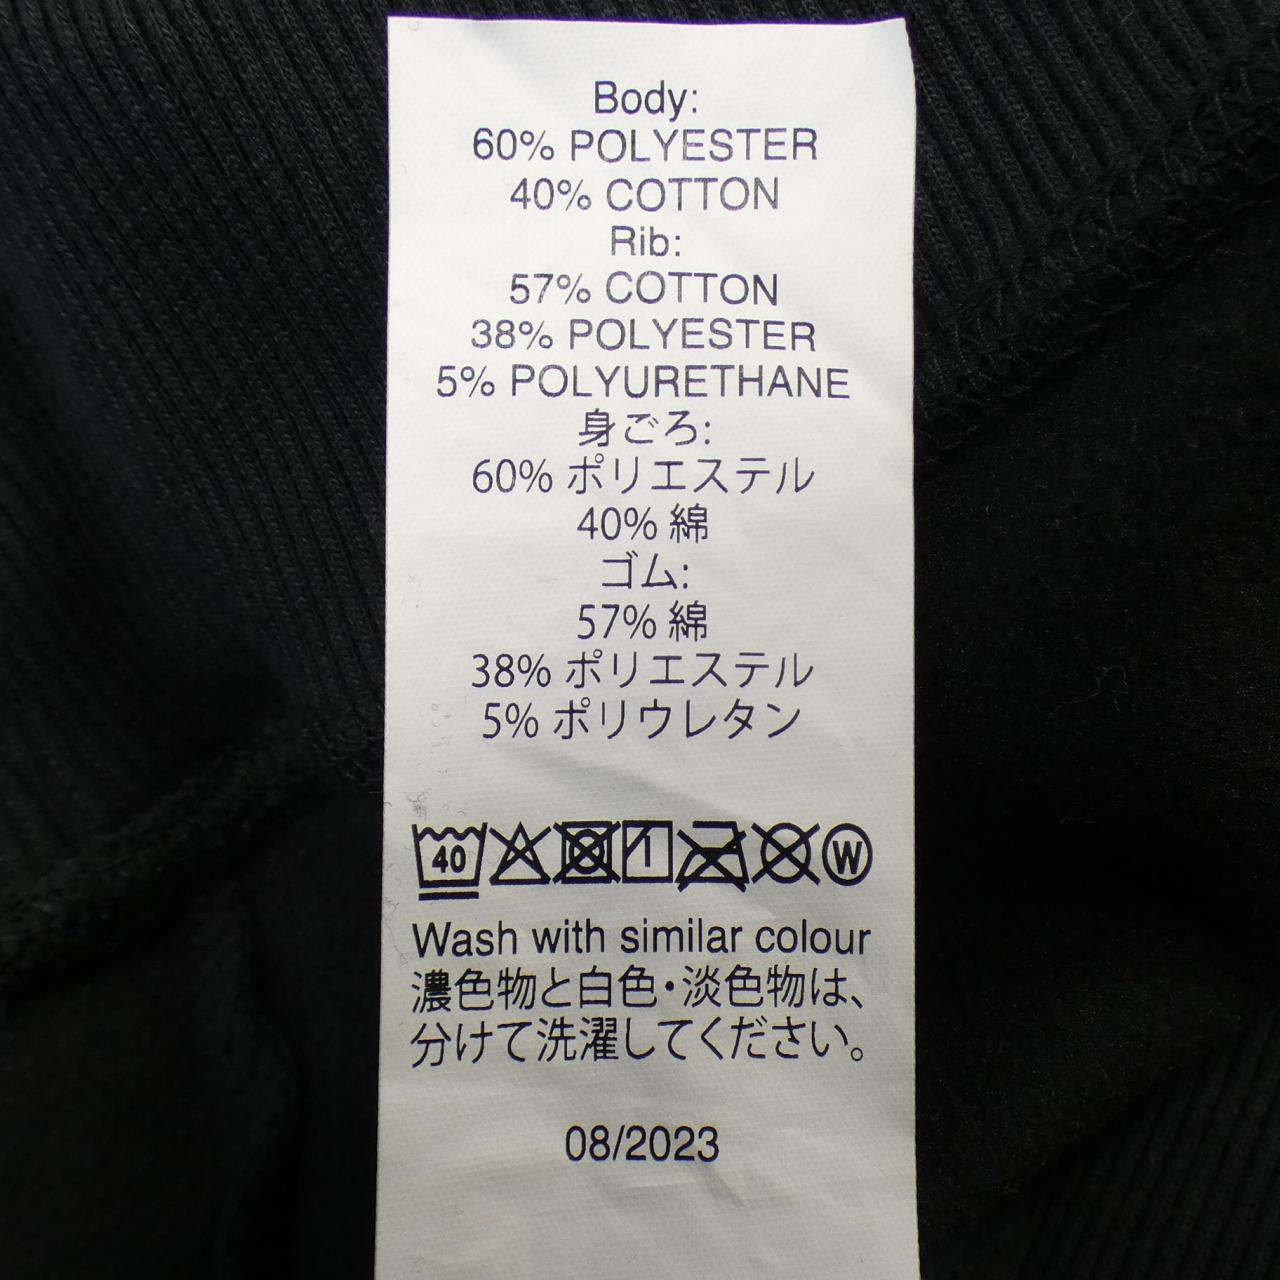 Body:
60% POLYESTER
40% COTTON
Rib:
57% COTTON
38% POLYESTER
5% POLYURETHANE
身ごろ:
60% ポリエステル
40% 綿
ゴム:
57% 綿
38% ポリエステル
5% ポリウレタン
40 W
Wash with similar colour
濃色物と白色・淡色物は、
分けて洗濯してください。
08/2023